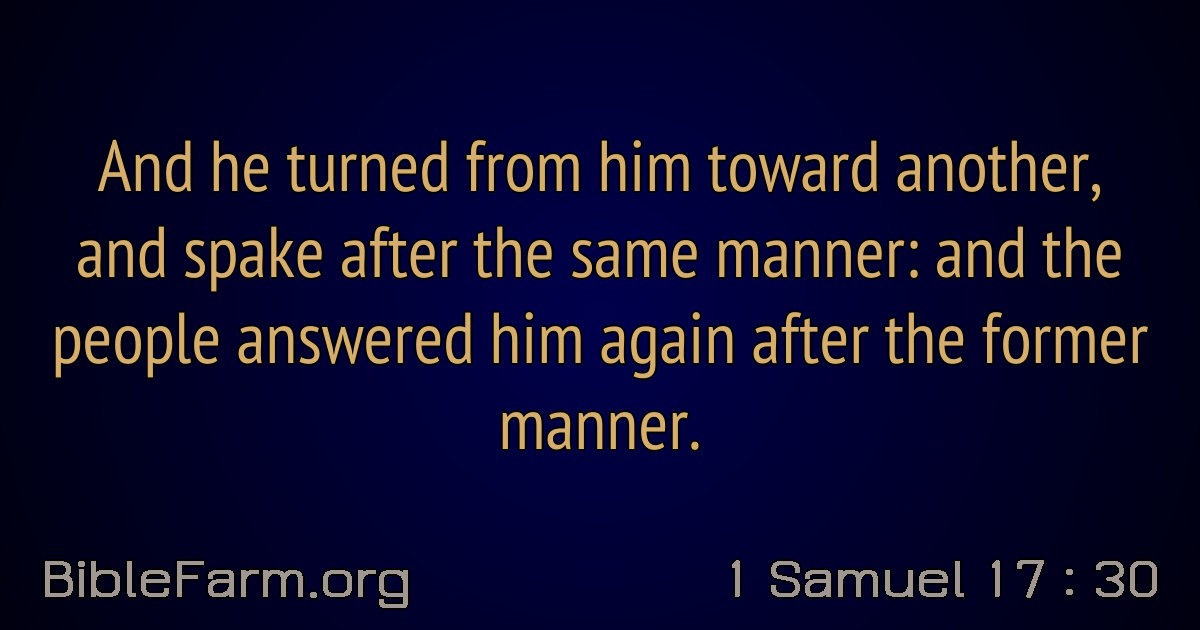 And he turned from him toward another,
and spake after the same manner: and the
people answered him again after the former
manner.
BibleFarm.org
1 Samuel 17 : 30